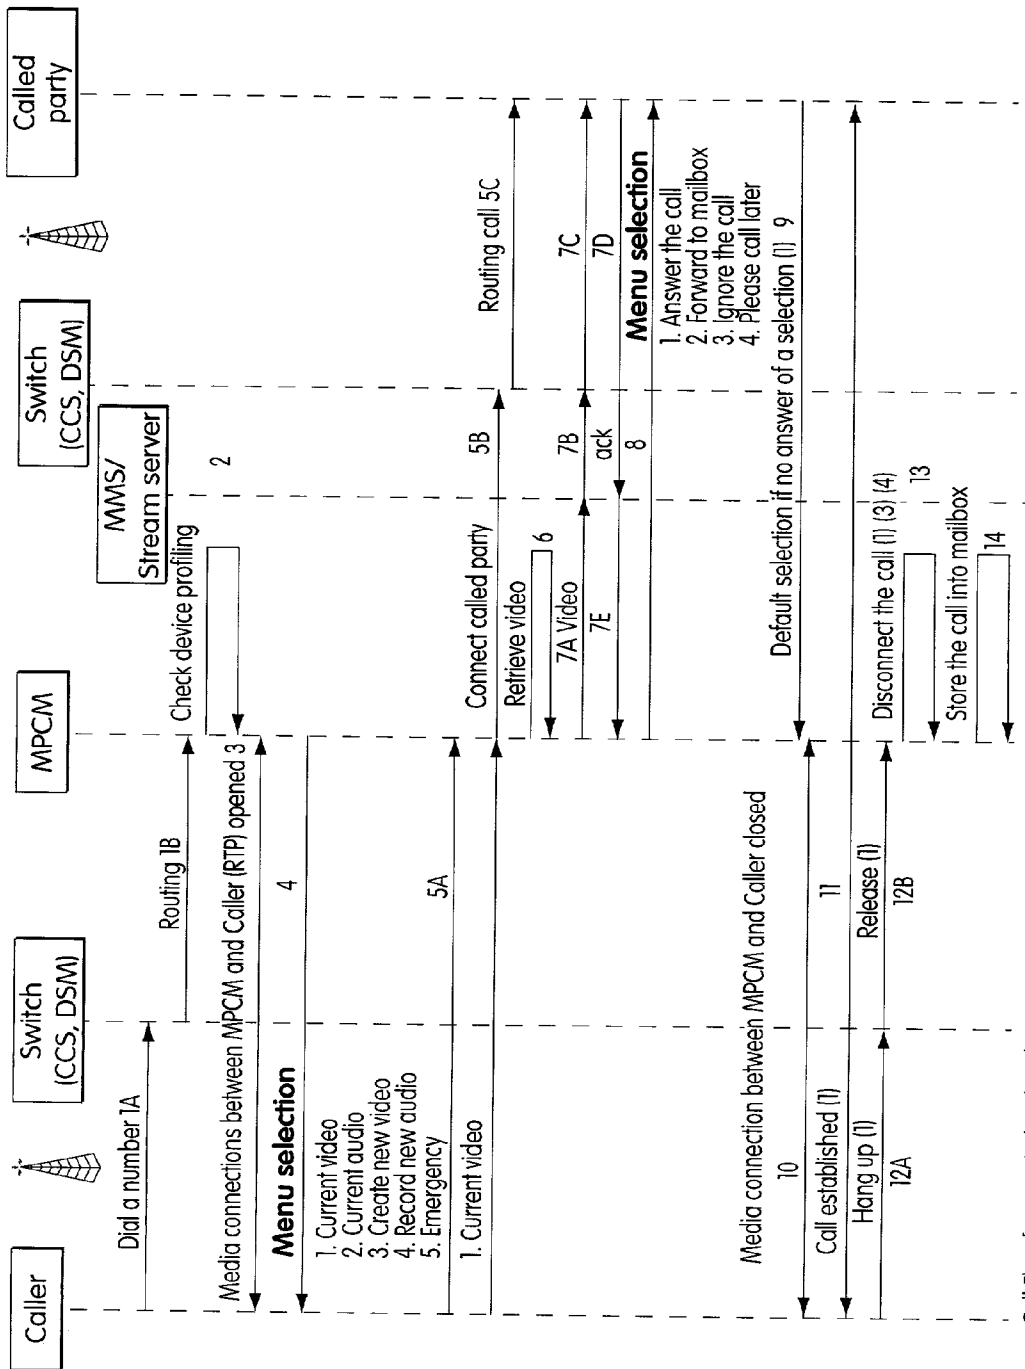 Caller
Switch
(CCS, DSM)
MPCM
MMS/
Stream server
Switch
(CCS, DSM)
Called
party
Dial a number 1A
Routing 1B
Check device profiling
2
Media connections between MPCM and Caller (RTP) opened 3
Menu selection
4
1. Current video
2. Current audio
3. Create new video
4. Record new audio
5. Emergency
5A
1. Current video
Connect called party
5B
Routing call 5C
Retrieve video
6
7A Video
7B
7C
7E
ack
7D
8
Menu selection
1. Answer the call
2. Forward to mailbox
3. Ignore the call
4. Please call later
Default selection if no answer of a selection (1) 9
Media connection between MPCM and Caller closed
10
Call established (1)
11
Hang up (1)
Release (1)
12A
12B
Disconnect the call (1) (3) (4)
13
Store the call into mailbox
14